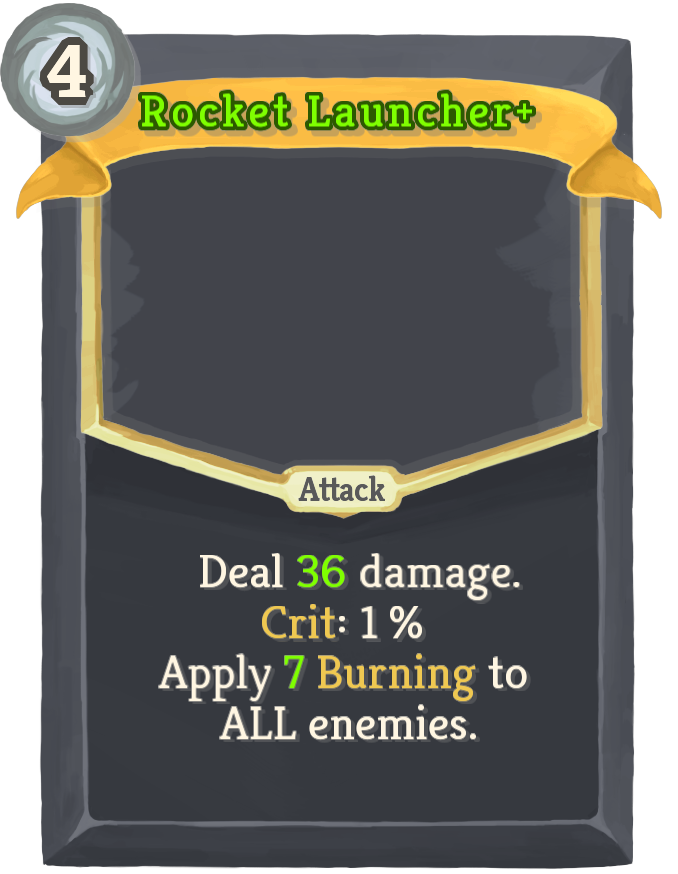 4
Rocket Launcher+
Attack
Deal 36 damage.
Crit: 1 %
Apply 7 Burning to
ALL enemies.